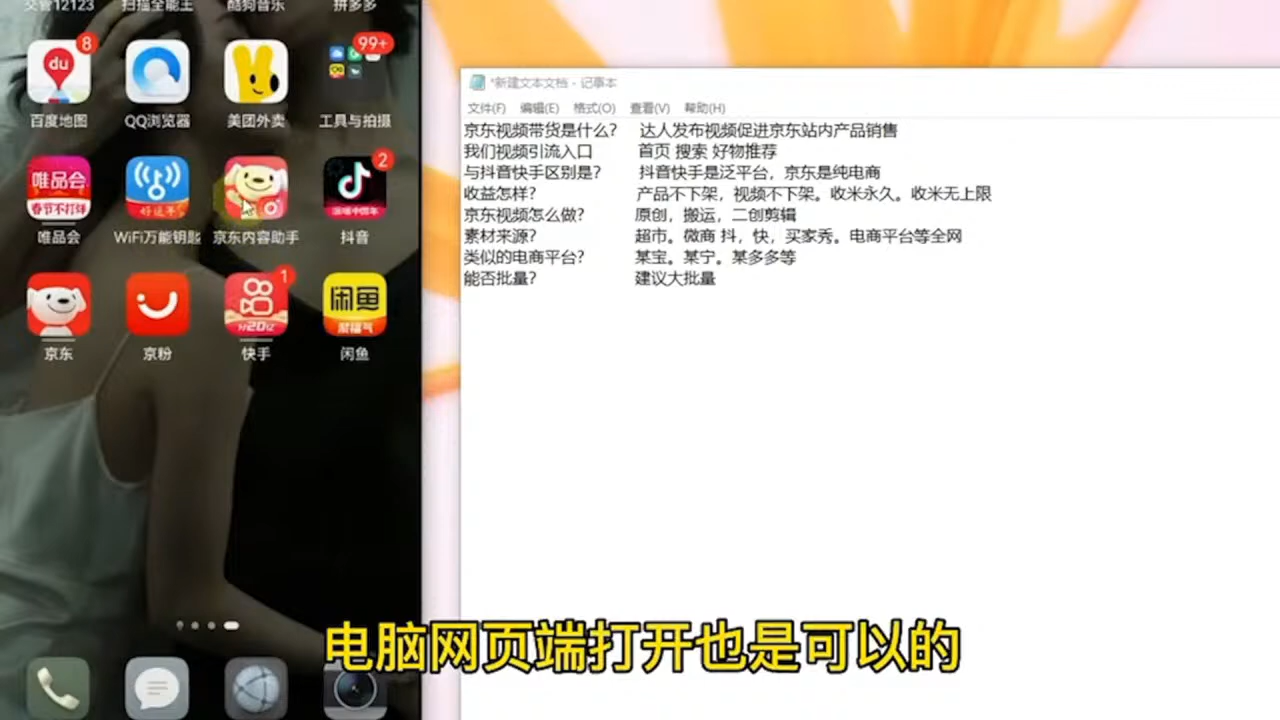 交管12123 扫描全能王 酷狗音乐 拼多多
8 99+
du
百度地图 QQ浏览器 美团外卖 工具与拍摄
2
唯品会
春节不打烊 好运等
唯品会 WiFi万能钥匙 京东内容助手 抖音
1
闲鱼
分20亿
京东 京粉 快手 闲鱼
*新建文本文档 - 记事本
文件(F) 编辑(E) 格式(O) 查看(V) 帮助(H)
京东视频带货是什么? 达人发布视频促进京东站内产品销售
我们视频引流入口 首页 搜索 好物推荐
与抖音快手区别是? 抖音快手是泛平台，京东是纯电商
收益怎样? 产品不下架，视频不下架。收米永久。收米无上限
京东视频怎么做? 原创，搬运，二创剪辑
素材来源? 超市。微商 抖，快，买家秀。电商平台等全网
类似的电商平台? 某宝。某宁。某多多等
能否批量? 建议大批量
电脑网页端打开也是可以的